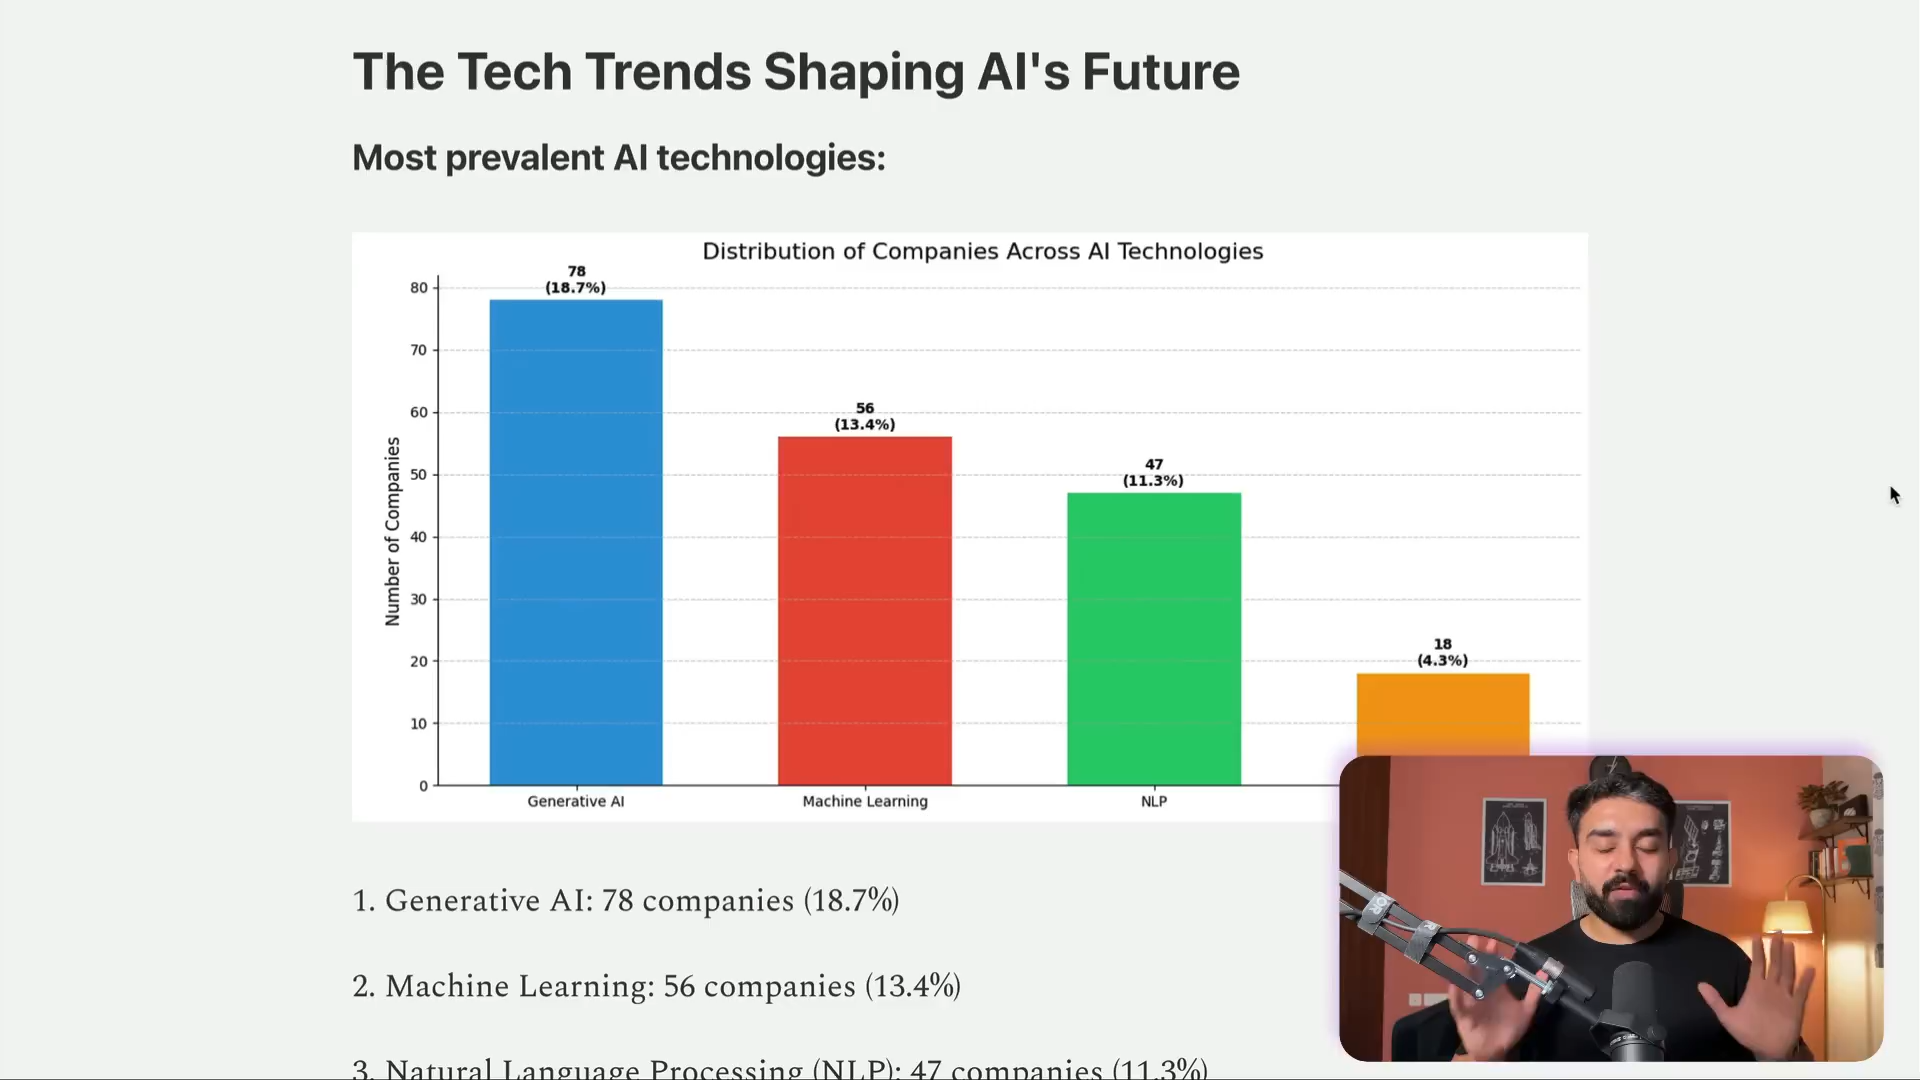 The Tech Trends Shaping AI's Future
Most prevalent AI technologies:
Distribution of Companies Across AI Technologies
78
(18.7%)
56
(13.4%)
47
(11.3%)
18
(4.3%)
Number of Companies
80
70
60
50
40
30
20
10
0
Generative AI
Machine Learning
NLP
1. Generative AI: 78 companies (18.7%)
2. Machine Learning: 56 companies (13.4%)
3. Natural Language Processing (NLP): 47 companies (11.3%)